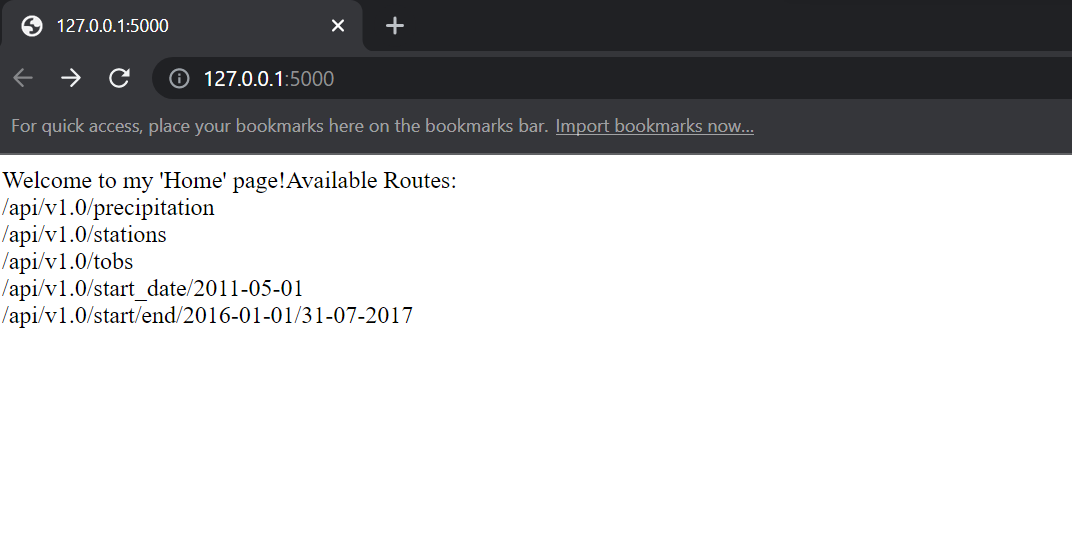 127.0.0.1:5000
127.0.0.1:5000
For quick access, place your bookmarks here on the bookmarks bar. Import bookmarks now...
Welcome to my 'Home' page!Available Routes:
/api/v1.0/precipitation
/api/v1.0/stations
/api/v1.0/tobs
/api/v1.0/start_date/2011-05-01
/api/v1.0/start/end/2016-01-01/31-07-2017